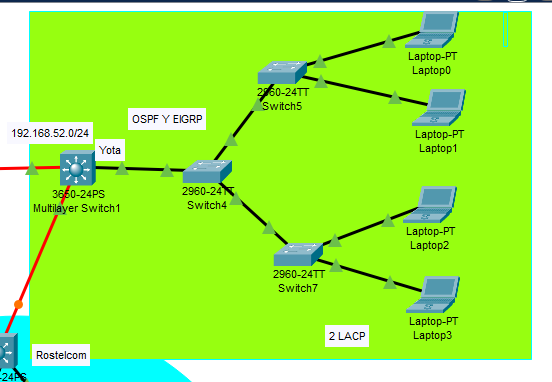 Laptop-PT
Laptop0
2960-24TT
Switch5
OSPF Y EIGRP
192.168.52.0/24
Yota
Laptop-PT
Laptop1
3650-24PS
Multilayer Switch1
2960-24TT
Switch4
Laptop-PT
Laptop2
2960-24TT
Switch7
Laptop-PT
Laptop3
2 LACP
Rostelcom
-24PS